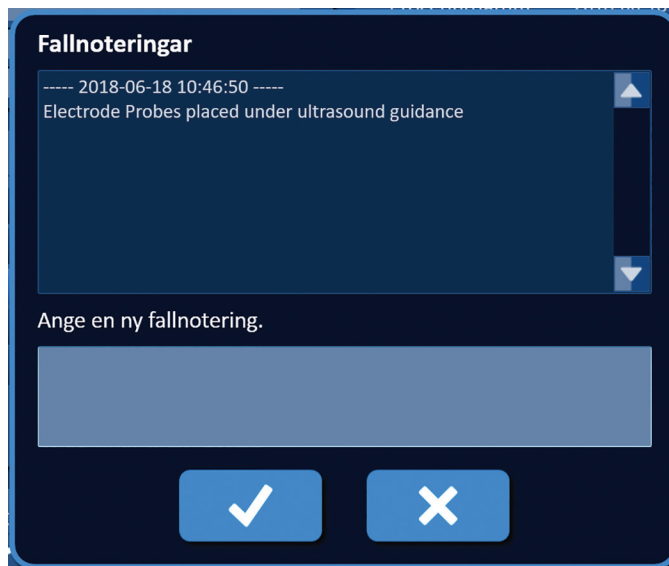 Fallnoteringar
----- 2018-06-18 10:46:50 -----
Electrode Probes placed under ultrasound guidance
Ange en ny fallnotering.